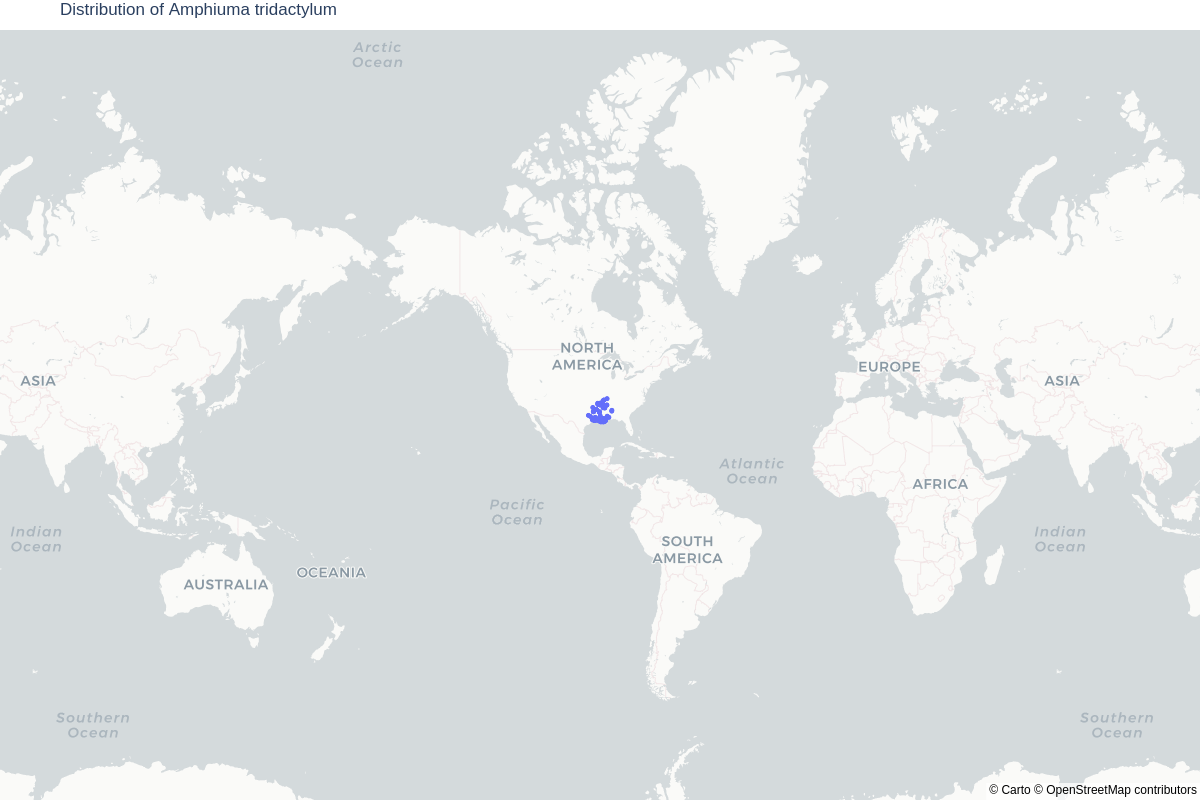 Distribution of Amphiuma tridactylum
Arctic
Ocean
NORTH
AMERICA
EUROPE
ASIA
ASIA
Atlantic
Ocean
AFRICA
Pacific
Ocean
Indian
Ocean
Indian
Ocean
SOUTH
AMERICA
OCEANIA
AUSTRALIA
Southern
Ocean
Southern
Ocean
© Carto © OpenStreetMap contributors